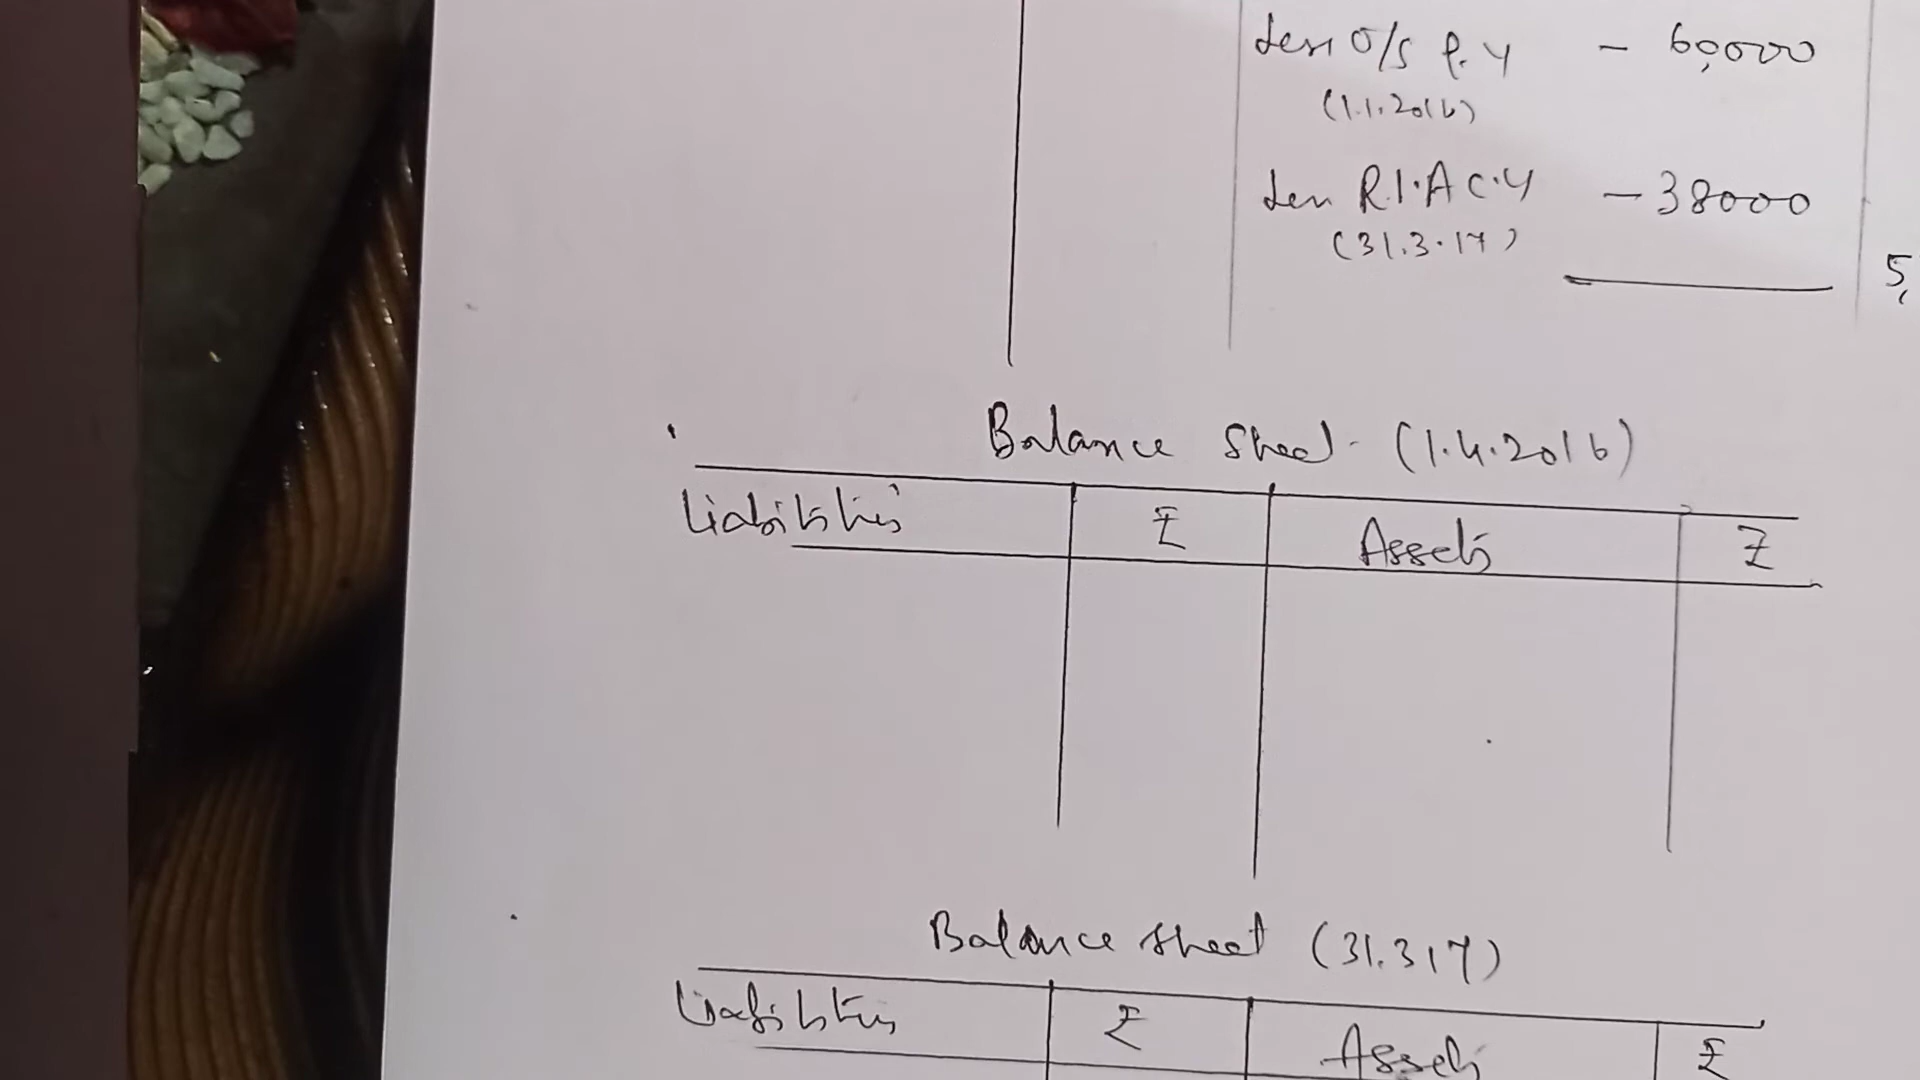 Less O/S P.Y - 60,000
(1.1.2016)
Less R.I.A C.Y - 38000
(31.3.17)
5,
Balance Sheet - (1.4.2016)
Liabilities ₹ Assets ₹
Balance sheet (31.3.17)
Liabilities ₹ Assets ₹